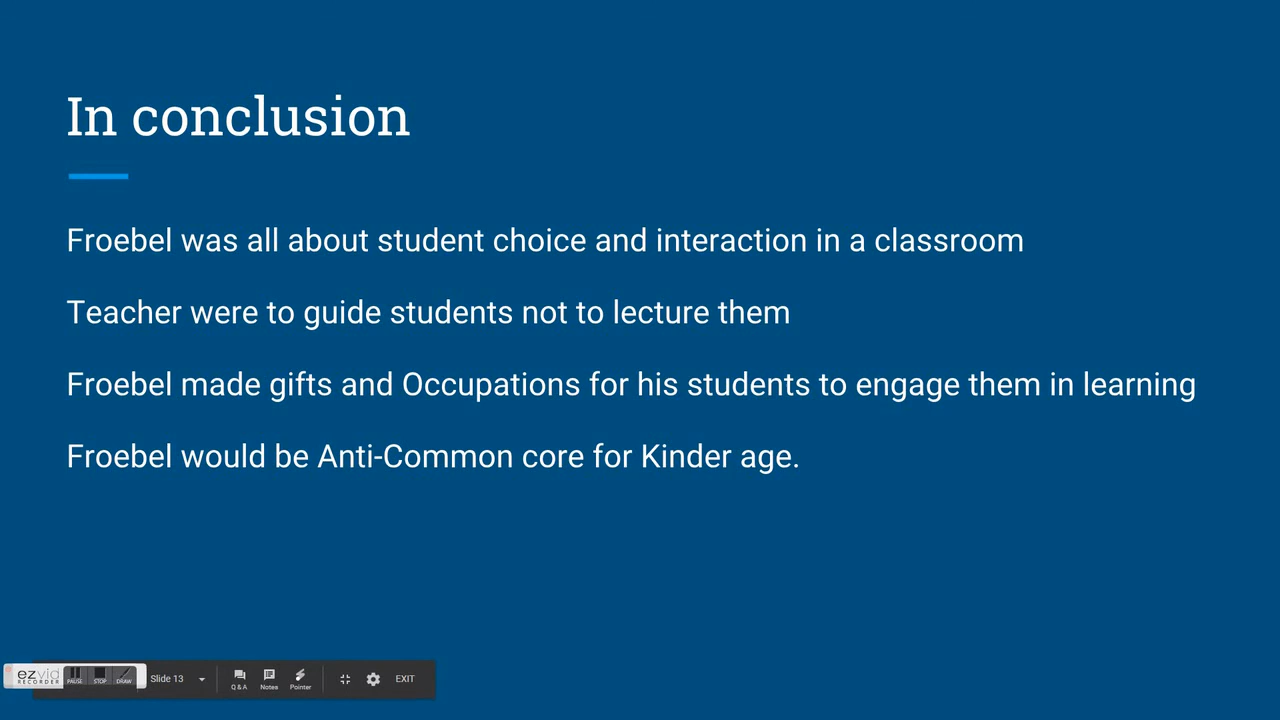 In conclusion
Froebel was all about student choice and interaction in a classroom
Teacher were to guide students not to lecture them
Froebel made gifts and Occupations for his students to engage them in learning
Froebel would be Anti-Common core for Kinder age.
ezvid
RECORDER
PAUSE
STOP
DRAW
Slide 13
Q & A
Notes
Pointer
EXIT